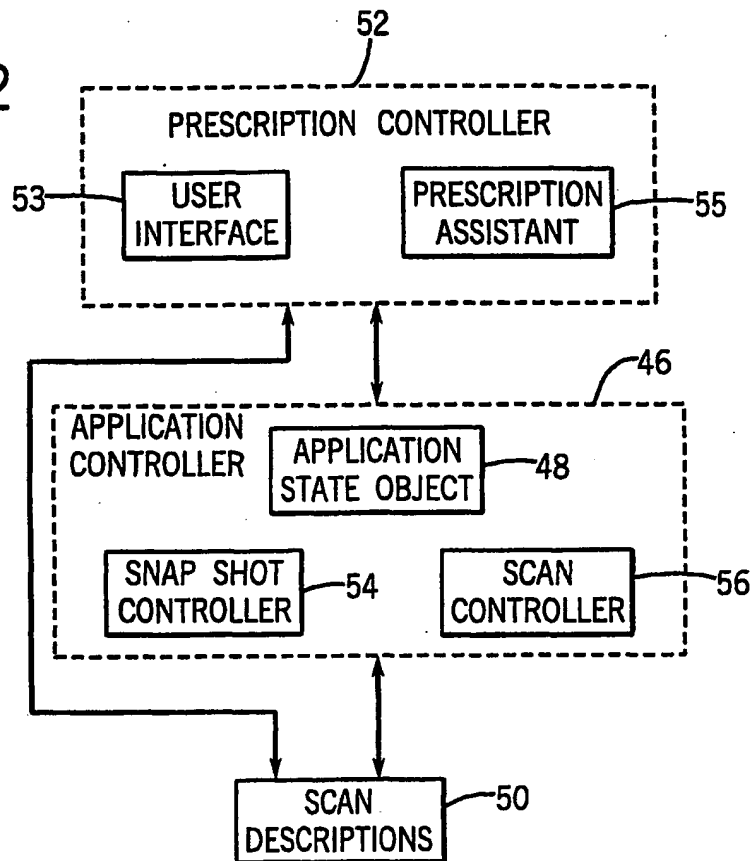 52
2
PRESCRIPTION CONTROLLER
53
USER
INTERFACE
PRESCRIPTION
ASSISTANT
55
46
APPLICATION
CONTROLLER
APPLICATION
STATE OBJECT
48
SNAP SHOT
CONTROLLER
54
SCAN
CONTROLLER
56
SCAN
DESCRIPTIONS
50